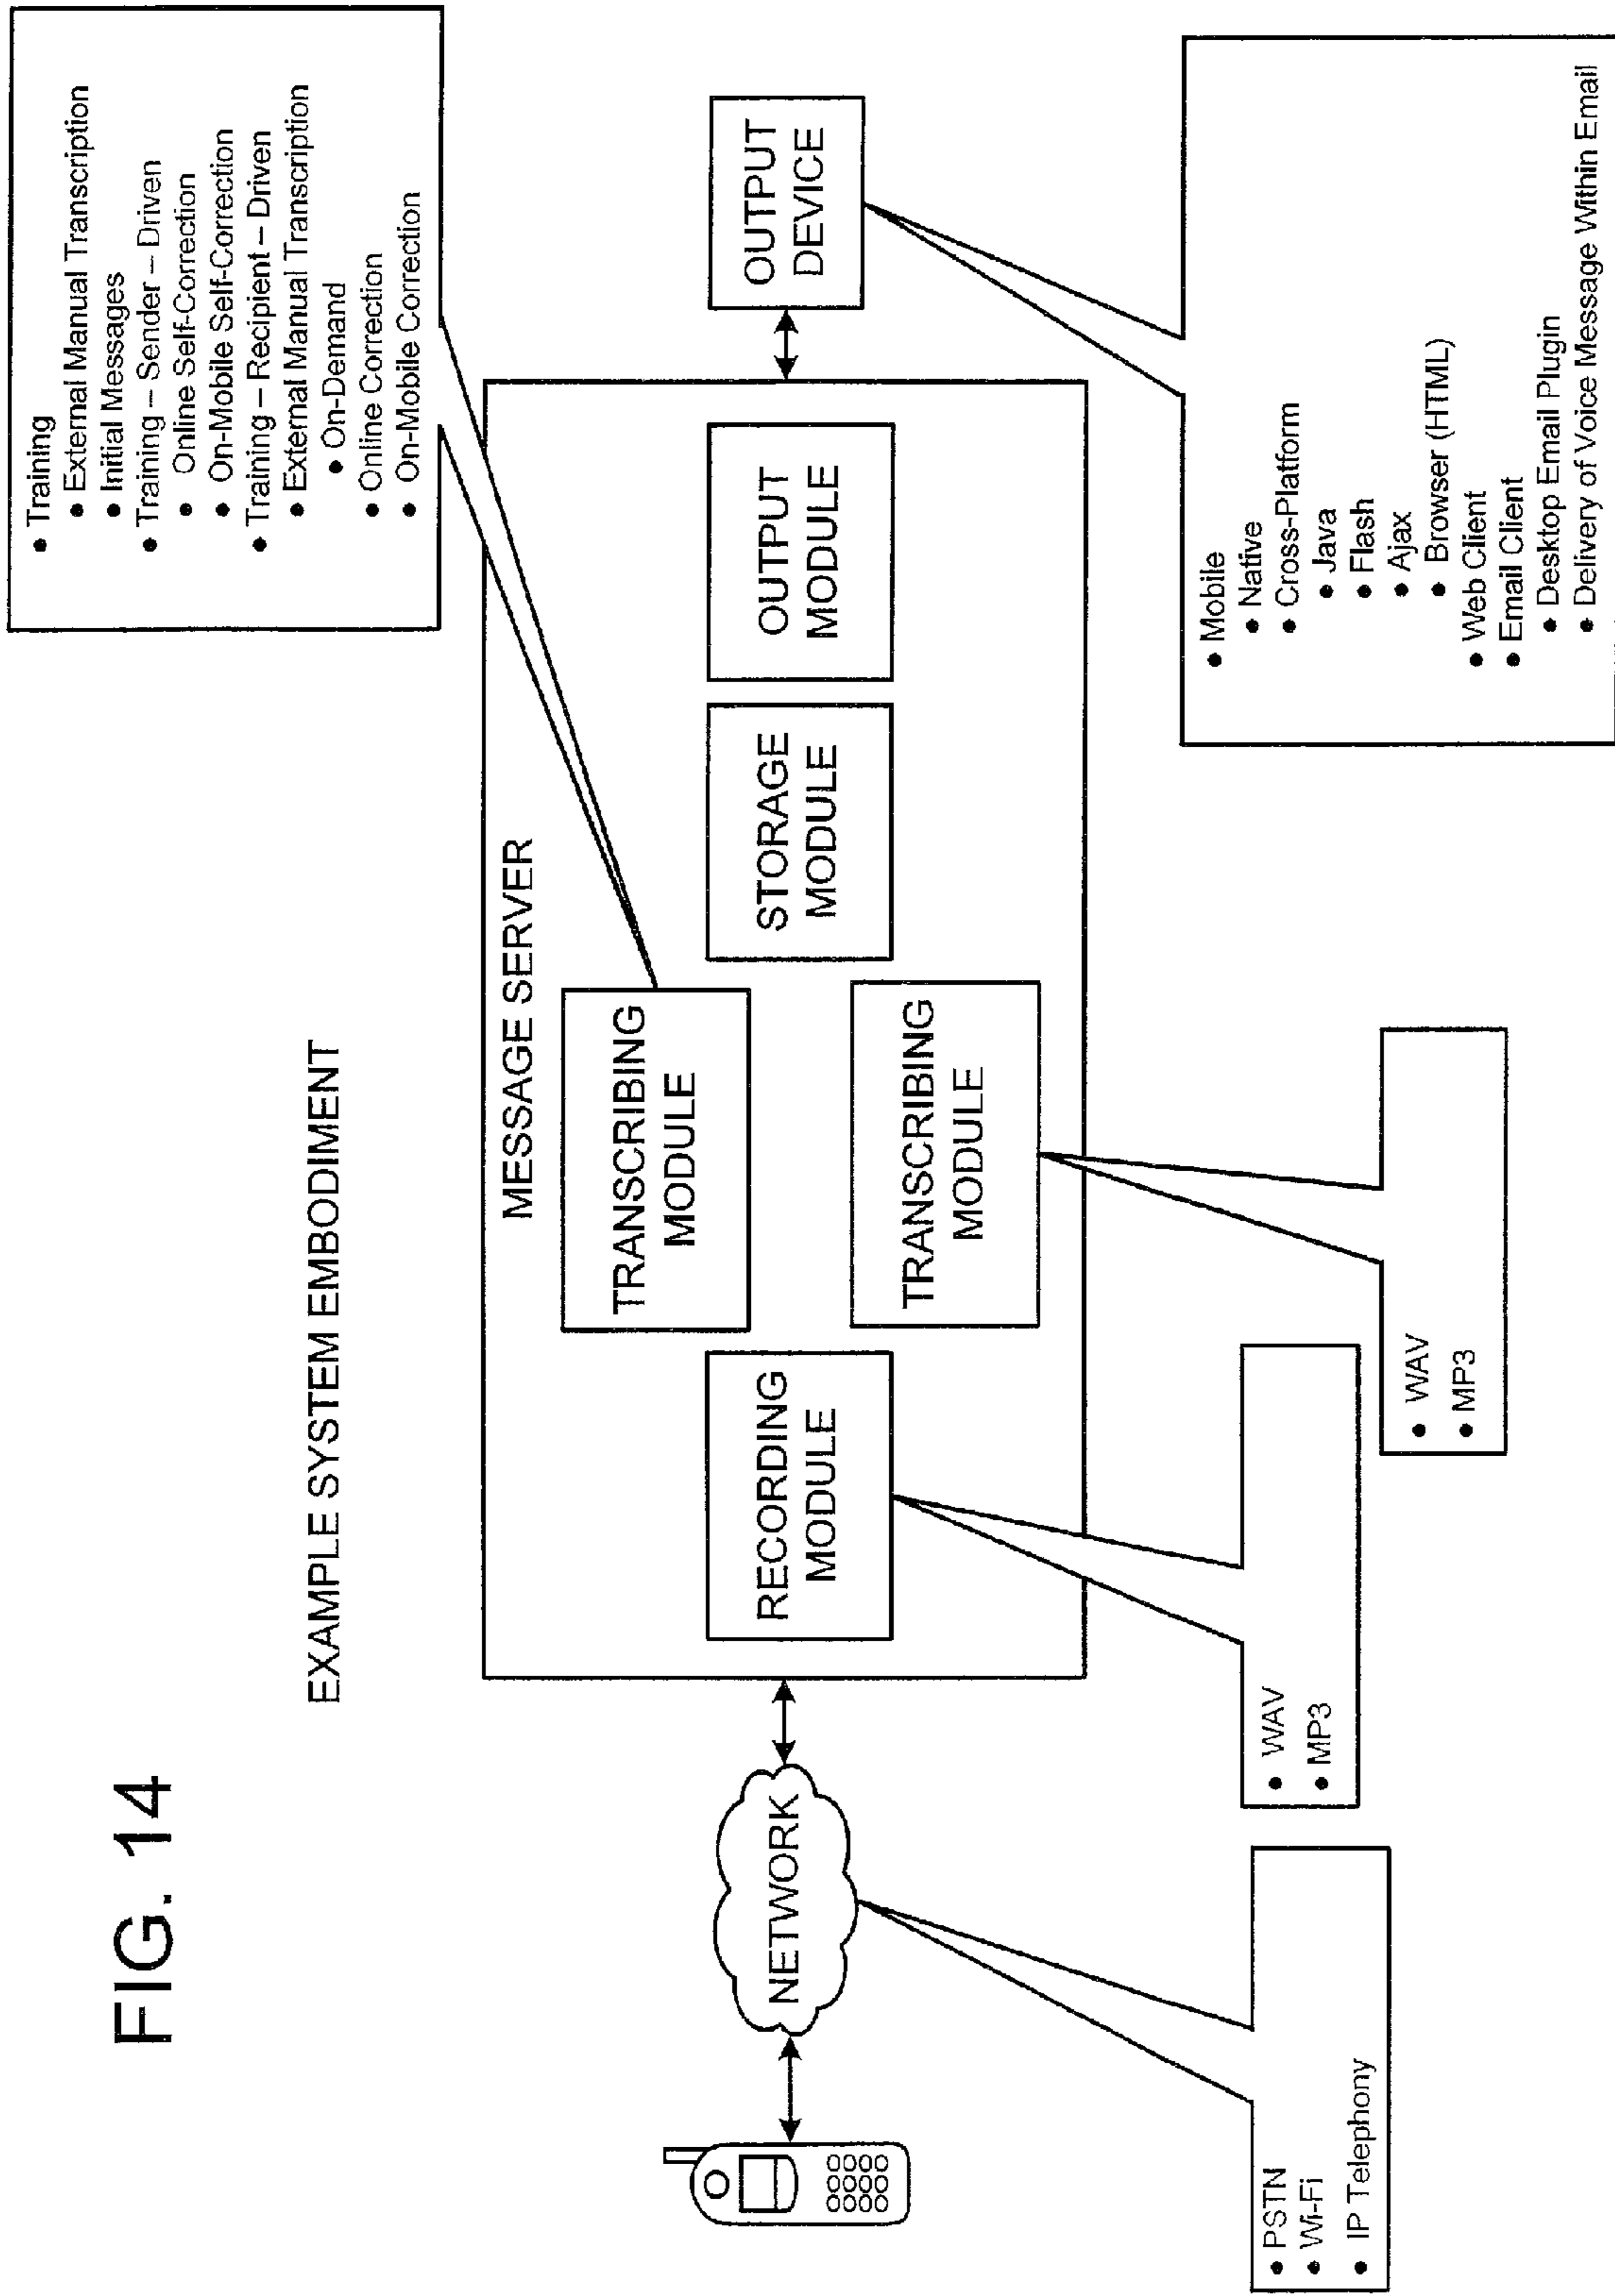 FIG. 14
EXAMPLE SYSTEM EMBODIMENT
• Training
• External Manual Transcription
• Initial Messages
• Training – Sender – Driven
• Online Self-Correction
• On-Mobile Self-Correction
• Training – Recipient – Driven
• External Manual Transcription
• On-Demand
• Online Correction
• On-Mobile Correction
MESSAGE SERVER
TRANSCRIBING
MODULE
NETWORK
RECORDING
MODULE
STORAGE
MODULE
OUTPUT
MODULE
OUTPUT
DEVICE
TRANSCRIBING
MODULE
• PSTN
• Wi-Fi
• IP Telephony
• WAV
• MP3
• WAV
• MP3
• Mobile
• Native
• Cross-Platform
• Java
• Flash
• Ajax
• Browser (HTML)
• Web Client
• Email Client
• Desktop Email Plugin
• Delivery of Voice Message Within Email